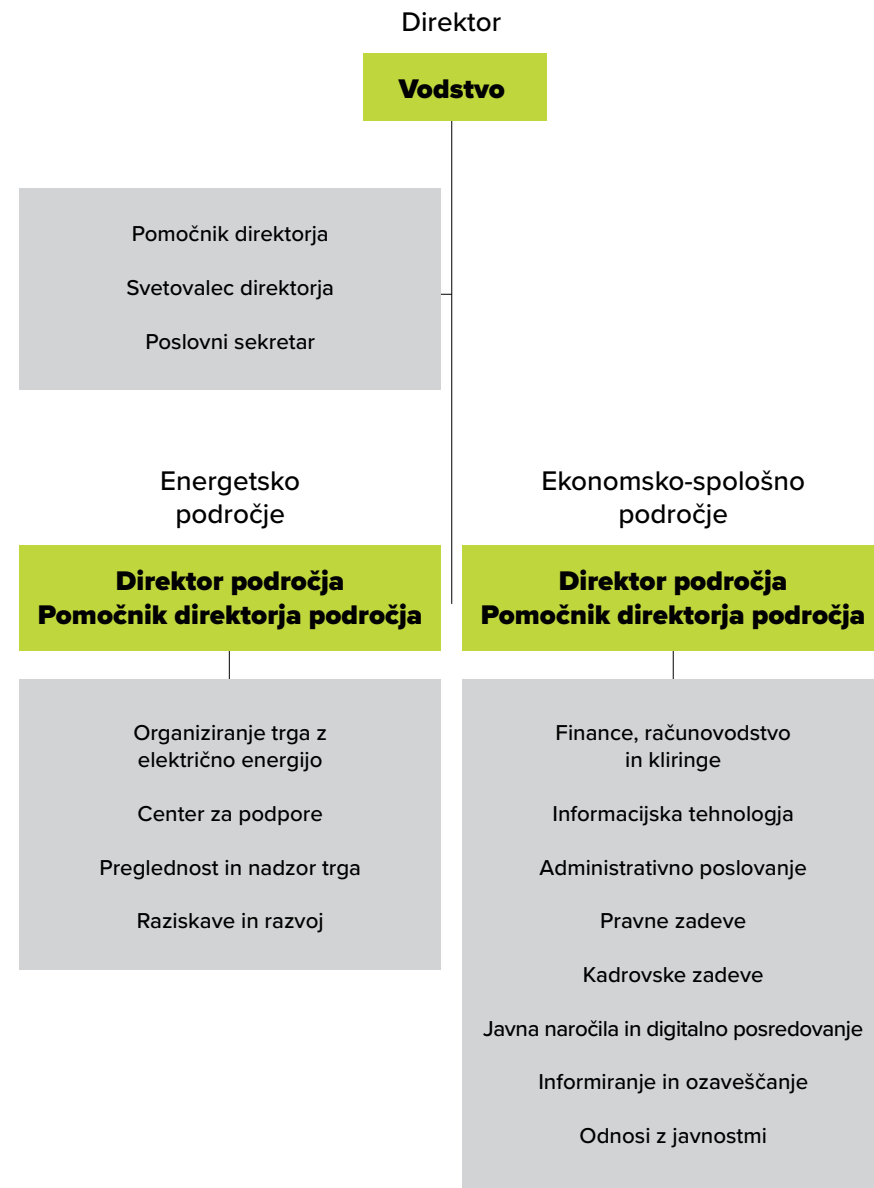 Direktor
Vodstvo
Pomočnik direktorja
Svetovalec direktorja
Poslovni sekretar
Energetsko
področje
Direktor področja
Pomočnik direktorja področja
Organiziranje trga z
električno energijo
Center za podpore
Preglednost in nadzor trga
Raziskave in razvoj
Ekonomsko-spološno
področje
Direktor področja
Pomočnik direktorja področja
Finance, računovodstvo
in kliringe
Informacijska tehnologja
Administrativno poslovanje
Pravne zadeve
Kadrovske zadeve
Javna naročila in digitalno posredovanje
Informiranje in ozaveščanje
Odnosi z javnostmi